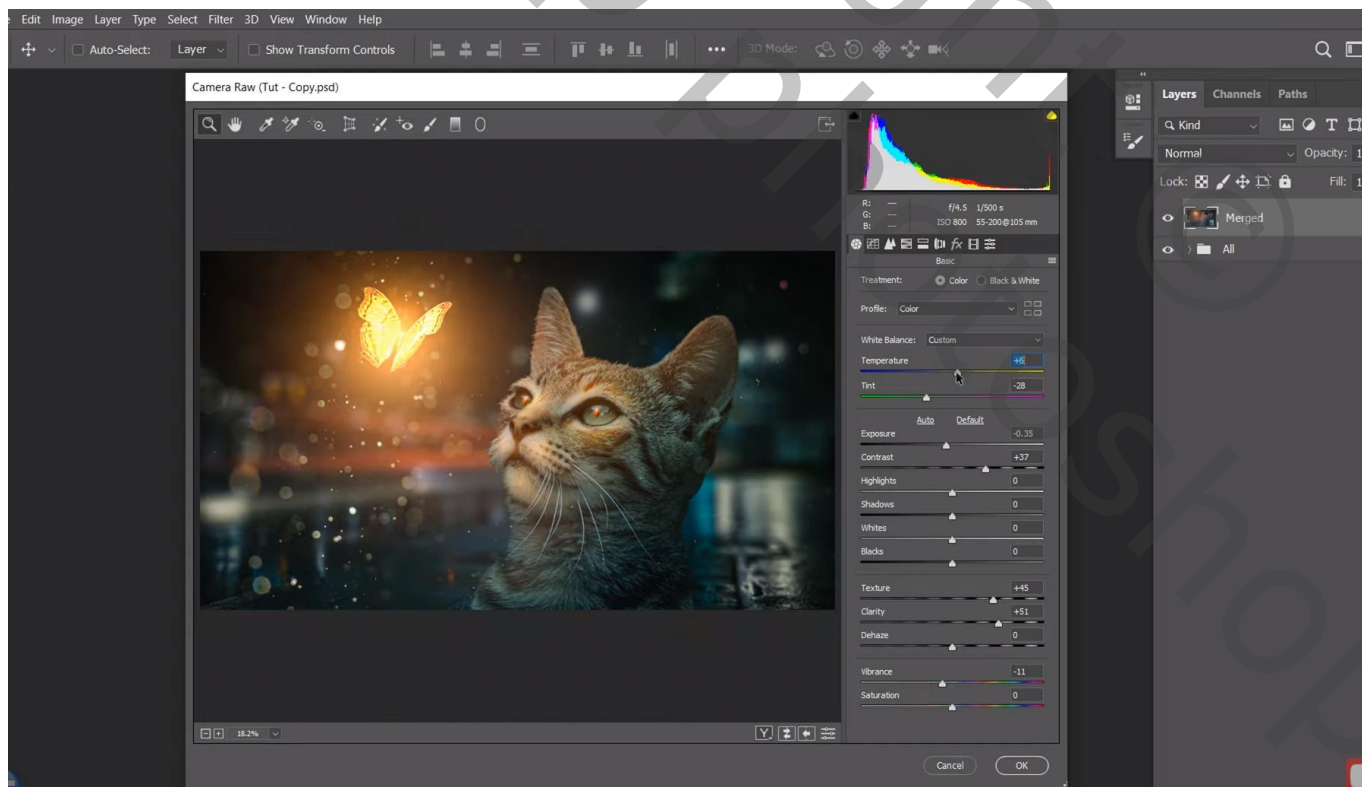 Edit Image Layer Type Select Filter 3D View Window Help
Auto-Select: Layer Show Transform Controls 3D Mode:
Camera Raw (Tut - Copy.psd)
Layers Channels Paths
Kind
Normal Opacity: 1
Lock: Fill: 1
Merged
All
R: ---
G: ---
B: ---
f/4.5 1/500 s
ISO 800 55-200@105 mm
Basic
Treatment: Color Black & White
Profile: Color
White Balance: Custom
Temperature +6
Tint -28
Auto Default
Exposure -0.35
Contrast +37
Highlights 0
Shadows 0
Whites 0
Blacks 0
Texture +45
Clarity +51
Dehaze 0
Vibrance -11
Saturation 0
18.2%
Cancel OK